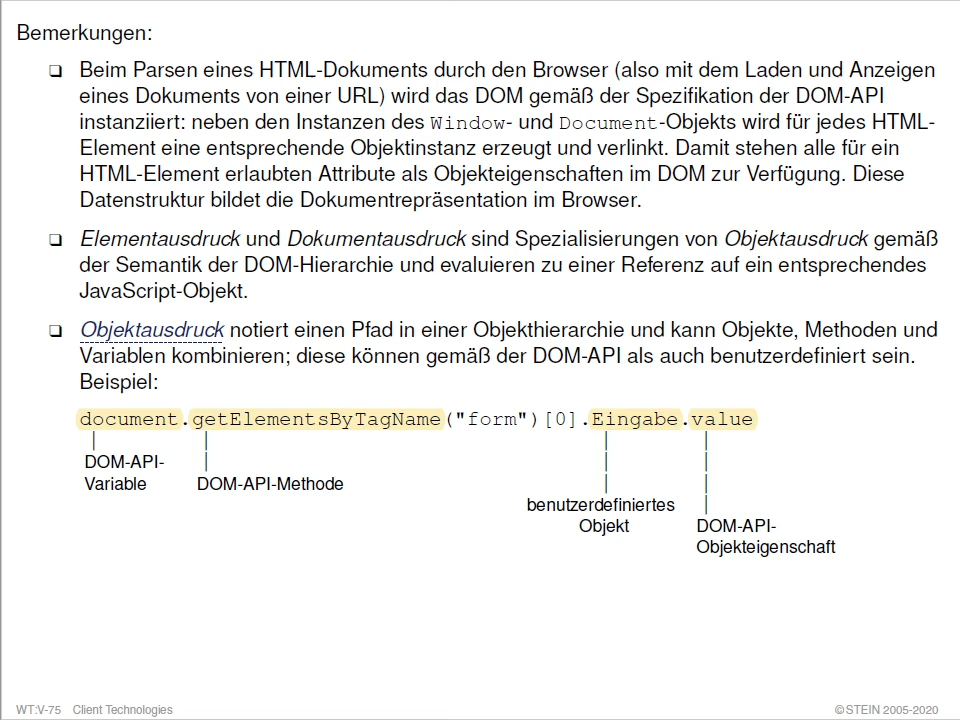 Bemerkungen:
❑ Beim Parsen eines HTML-Dokuments durch den Browser (also mit dem Laden und Anzeigen
eines Dokuments von einer URL) wird das DOM gemäß der Spezifikation der DOM-API
instanziiert: neben den Instanzen des Window- und Document-Objekts wird für jedes HTML-
Element eine entsprechende Objektinstanz erzeugt und verlinkt. Damit stehen alle für ein
HTML-Element erlaubten Attribute als Objekteigenschaften im DOM zur Verfügung. Diese
Datenstruktur bildet die Dokumentrepräsentation im Browser.
❑ Elementausdruck und Dokumentausdruck sind Spezialisierungen von Objektausdruck gemäß
der Semantik der DOM-Hierarchie und evaluieren zu einer Referenz auf ein entsprechendes
JavaScript-Objekt.
❑ Objektausdruck notiert einen Pfad in einer Objekthierarchie und kann Objekte, Methoden und
Variablen kombinieren; diese können gemäß der DOM-API als auch benutzerdefiniert sein.
Beispiel:
document.getElementsByTagName("form")[0].Eingabe.value
DOM-API-
Variable
DOM-API-Methode
benutzerdefiniertes
Objekt
DOM-API-
Objekteigenschaft
WT:V-75 Client Technologies
©STEIN 2005-2020